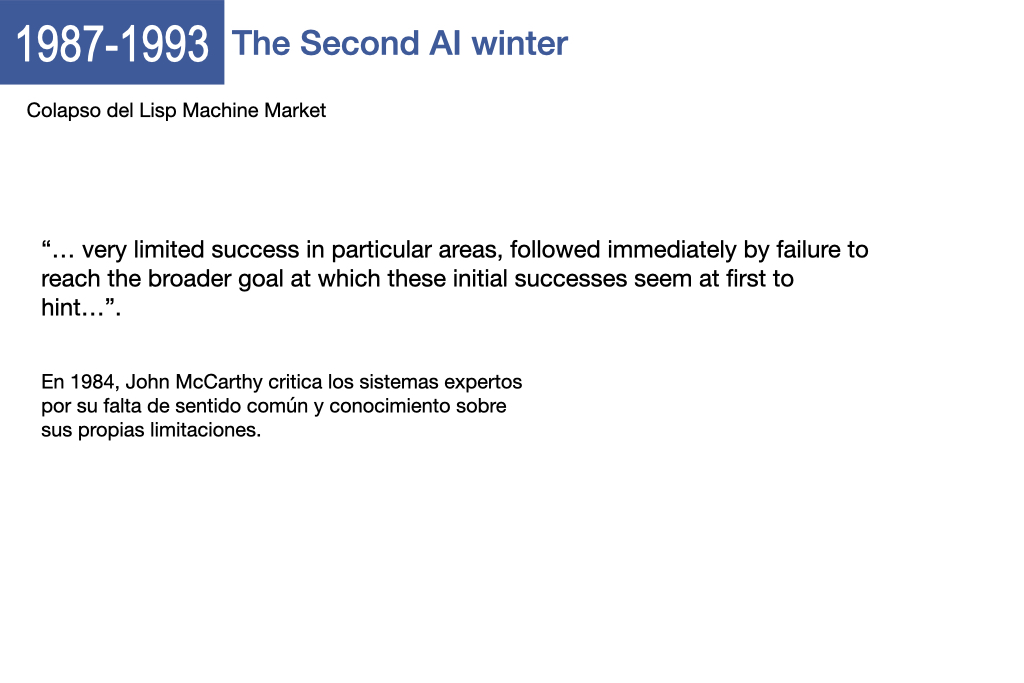 1987-1993 The Second AI winter
Colapso del Lisp Machine Market
“… very limited success in particular areas, followed immediately by failure to
reach the broader goal at which these initial successes seem at first to
hint…”.
En 1984, John McCarthy critica los sistemas expertos
por su falta de sentido común y conocimiento sobre
sus propias limitaciones.